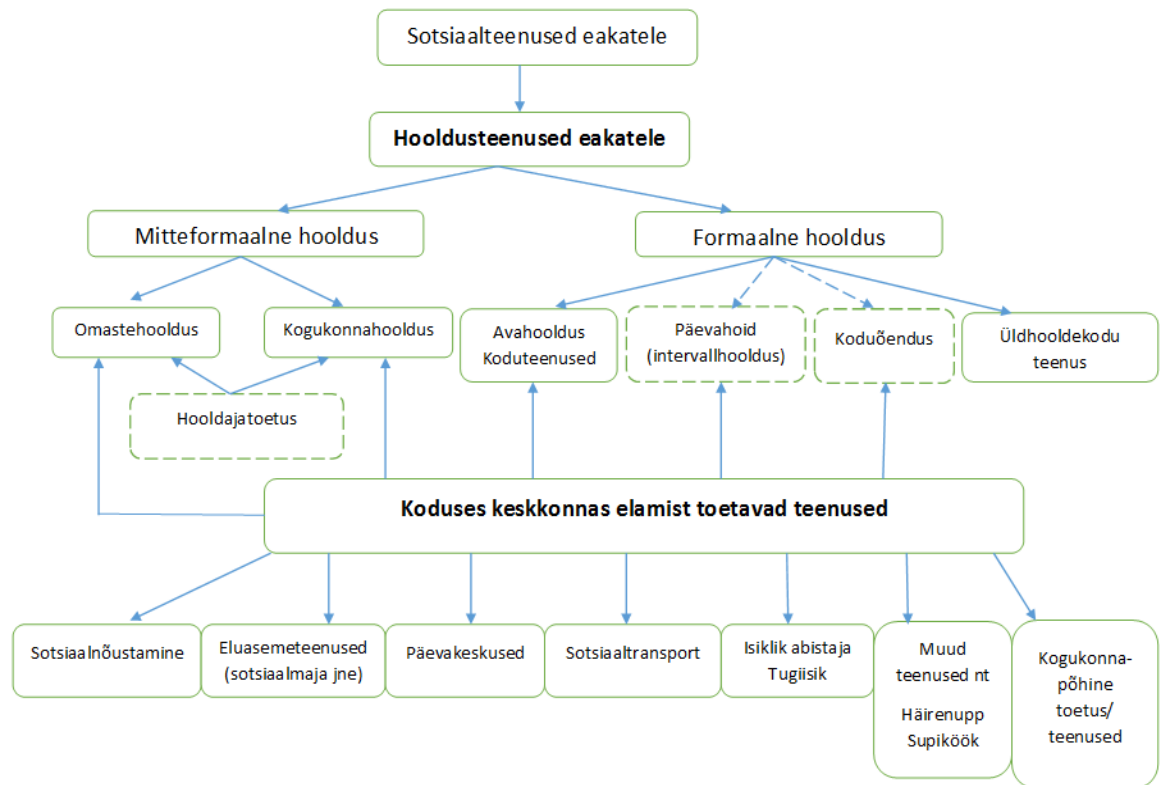 Sotsiaalteenused eakatele
Hooldusteenused eakatele
Mitteformaalne hooldus
Formaalne hooldus
Omastehooldus
Kogukonnahooldus
Avahooldus
Koduteenused
Päevahoid
(intervallhooldus)
Koduõendus
Üldhooldekodu
teenus
Hooldajatoetus
Koduses keskkonnas elamist toetavad teenused
Sotsiaalnõustamine
Eluasemeteenused
(sotsiaalmaja jne)
Päevakeskused
Sotsiaaltransport
Isiklik abistaja
Tugiisik
Muud
teenused nt
Häirenupp
Supiköök
Kogukonna-
põhine
toetus/
teenused